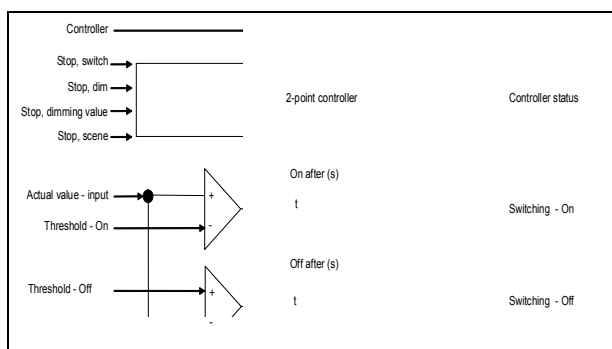 Controller
Stop, switch
Stop, dim
Stop, dimming value
Stop, scene
2-point controller
Controller status
Actual value - input
Threshold - On
+
-
On after (s)
t
Switching - On
Threshold - Off
+
-
Off after (s)
t
Switching - Off